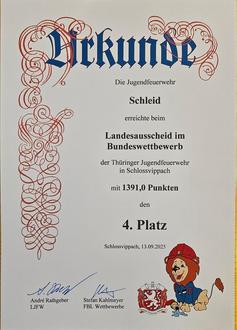 Urkunde
Die Jugendfeuerwehr
Schleid
erreichte beim
Landesausscheid im
Bundeswettbewerb
der Thüringer Jugendfeuerwehr
in Schlossvippach
mit 1391,0 Punkten
den
4. Platz
Schlossvippach, 13.09.2025
André Rathgeber Stefan Kahlmeyer
LJFW FBL Wettbewerbe